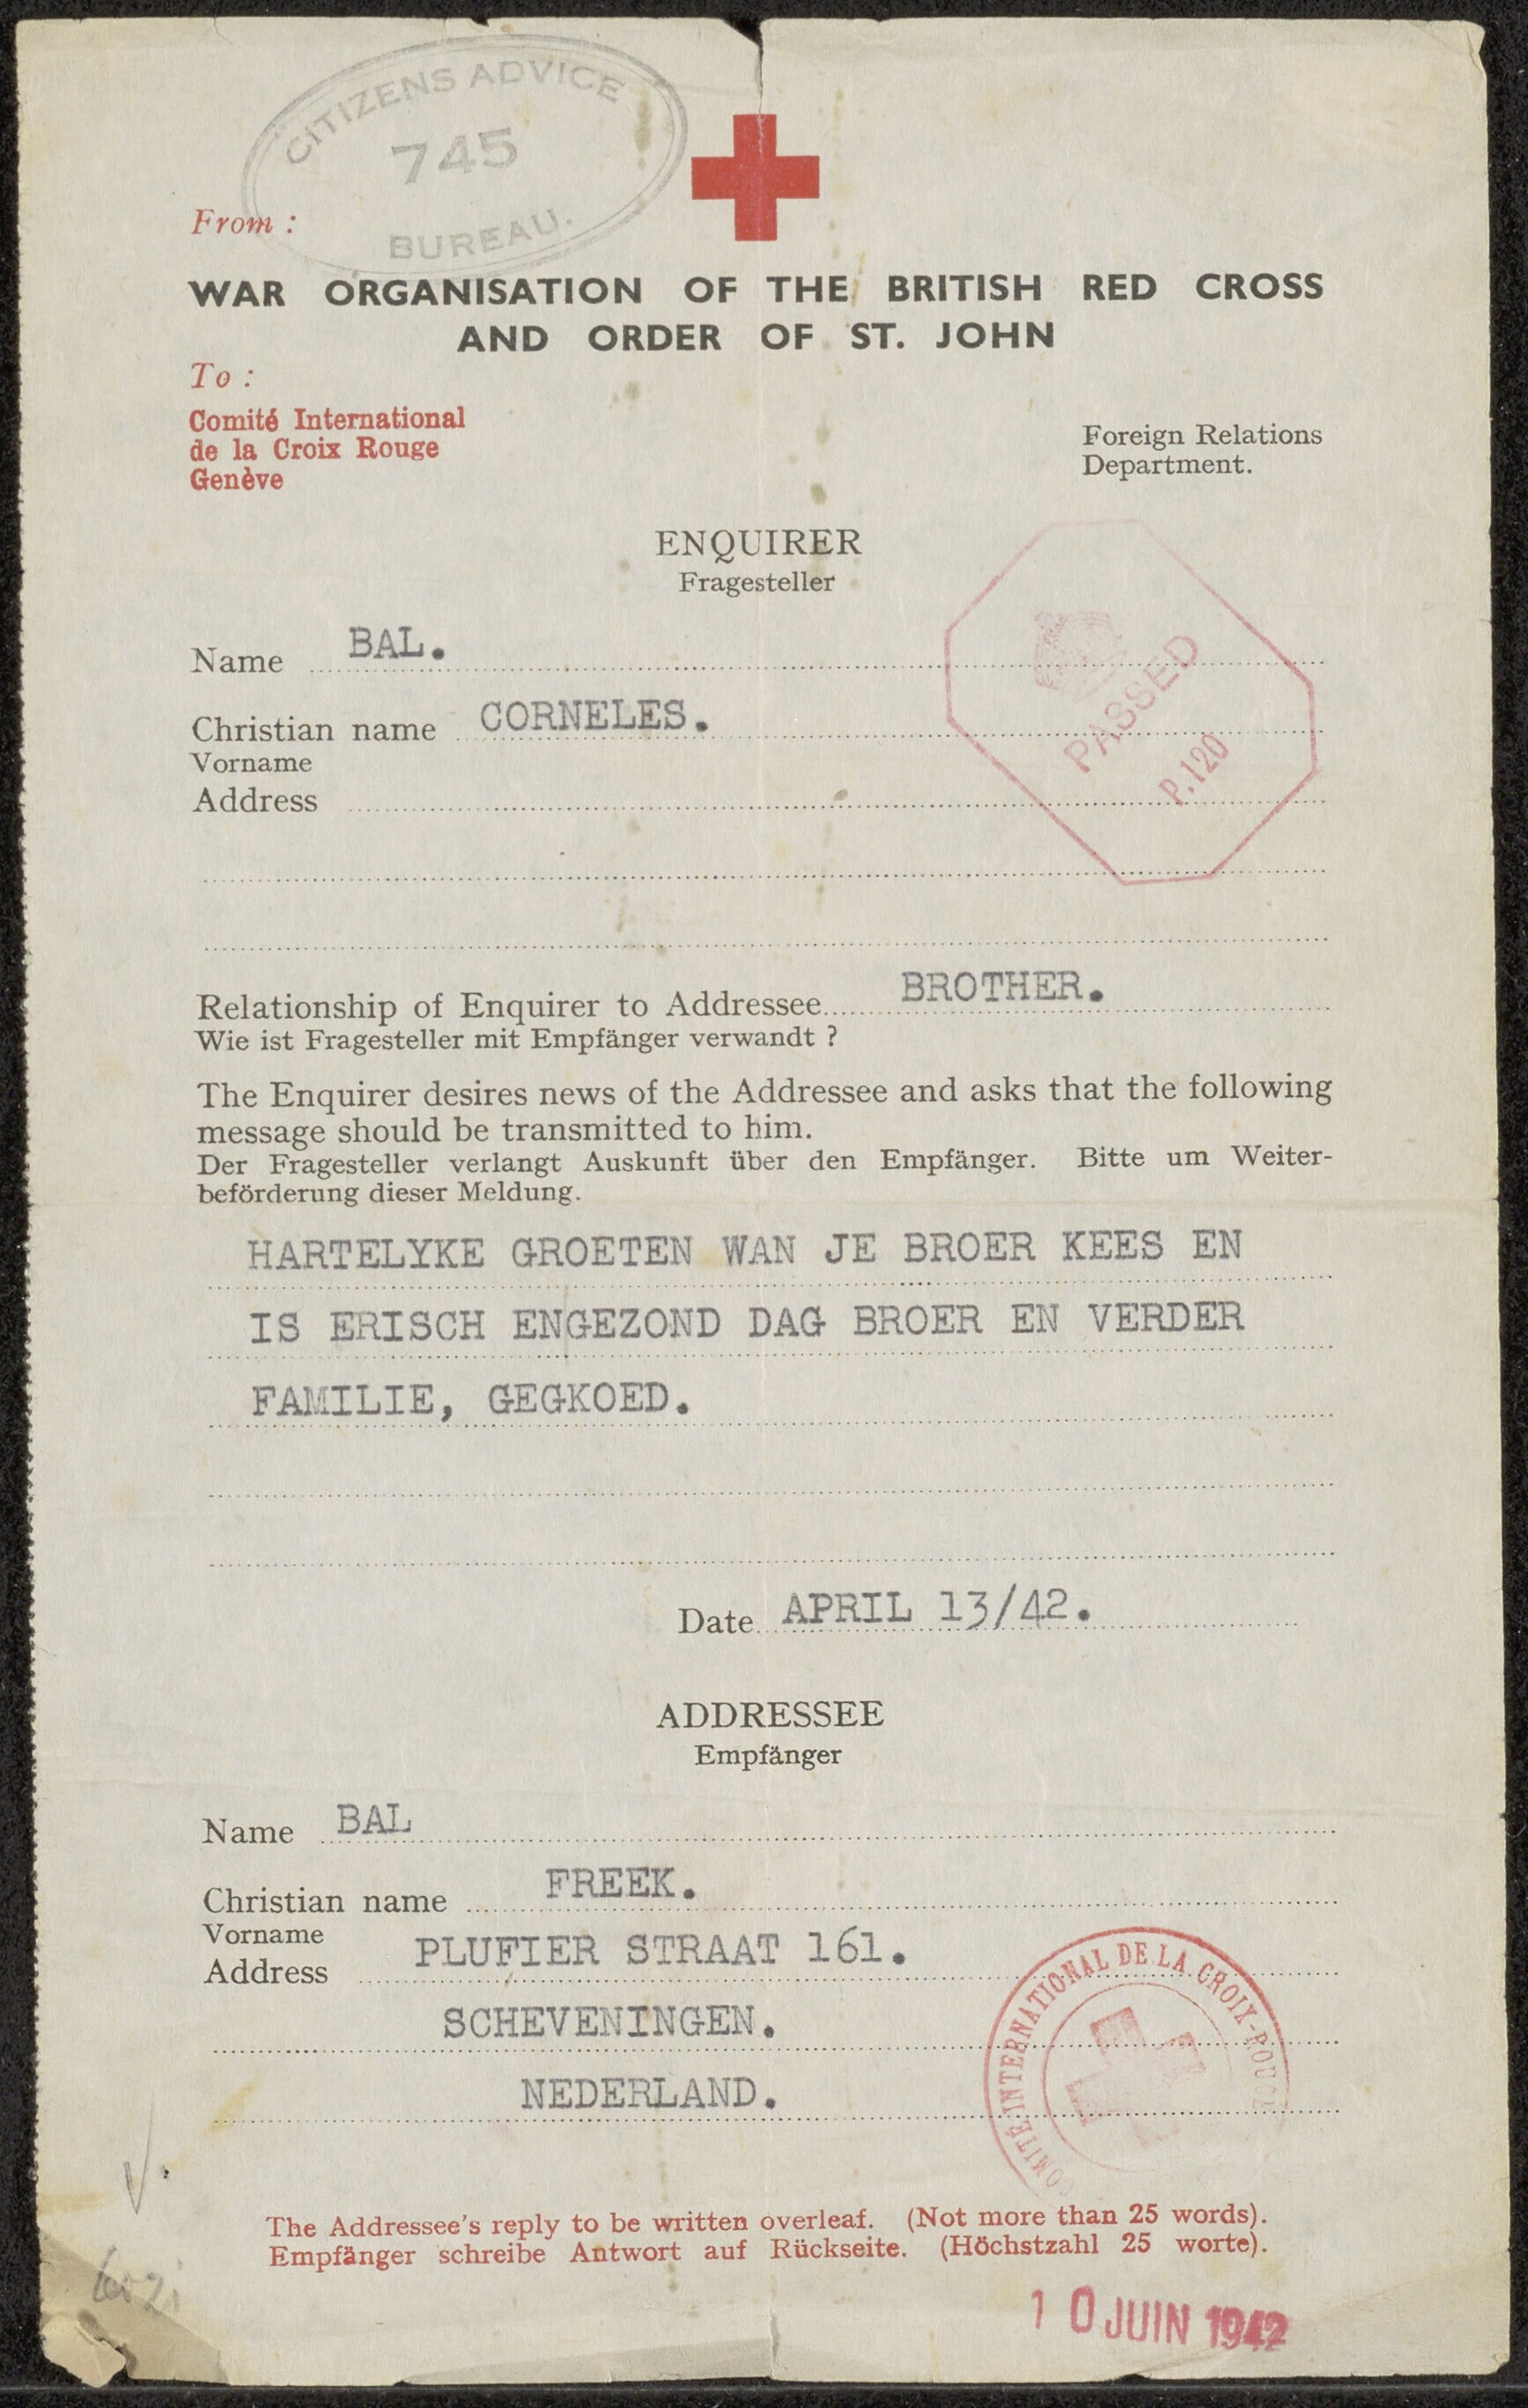 CITIZENS ADVICE
745
BUREAU.
From :
WAR ORGANISATION OF THE BRITISH RED CROSS
AND ORDER OF ST. JOHN
To :
Comité International
de la Croix Rouge
Genève
Foreign Relations
Department.
ENQUIRER
Fragesteller
PASSED
P.120
Name BAL.
Christian name CORNELES.
Vorname
Address
Relationship of Enquirer to Addressee BROTHER.
Wie ist Fragesteller mit Empfänger verwandt ?
The Enquirer desires news of the Addressee and asks that the following
message should be transmitted to him.
Der Fragesteller verlangt Auskunft über den Empfänger. Bitte um Weiter-
beförderung dieser Meldung.
HARTELYKE GROETEN WAN JE BROER KEES EN
IS ERISCH ENGEZOND DAG BROER EN VERDER
FAMILIE, GEGKOED.
Date APRIL 13/42.
ADDRESSEE
Empfänger
Name BAL
Christian name FREEK.
Vorname
Address PLUFIER STRAAT 161.
SCHEVENINGEN.
NEDERLAND.
COMITÉ INTERNATIONAL DE LA CROIX-ROUGE
The Addressee's reply to be written overleaf. (Not more than 25 words).
Empfänger schreibe Antwort auf Rückseite. (Höchstzahl 25 worte).
10 JUIN 1942